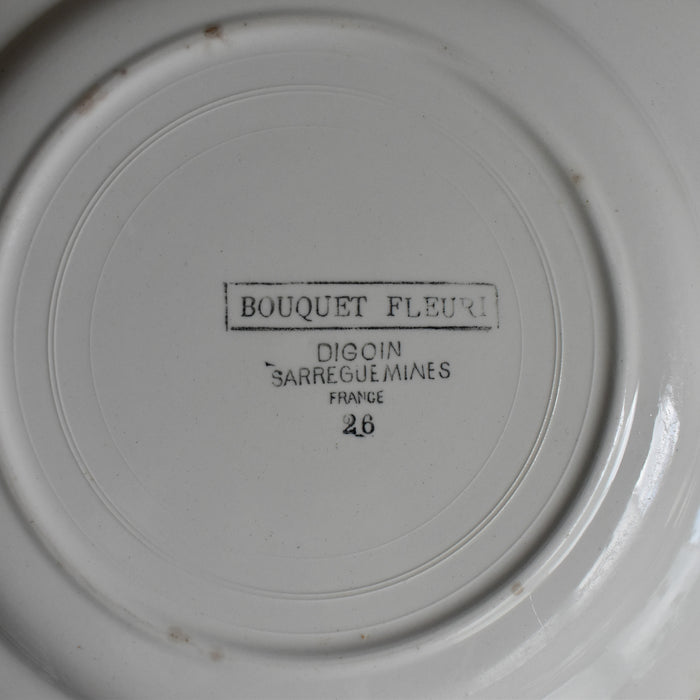 BOUQUET FLEURI
DIGOIN
SARREGUEMINES
FRANCE
26